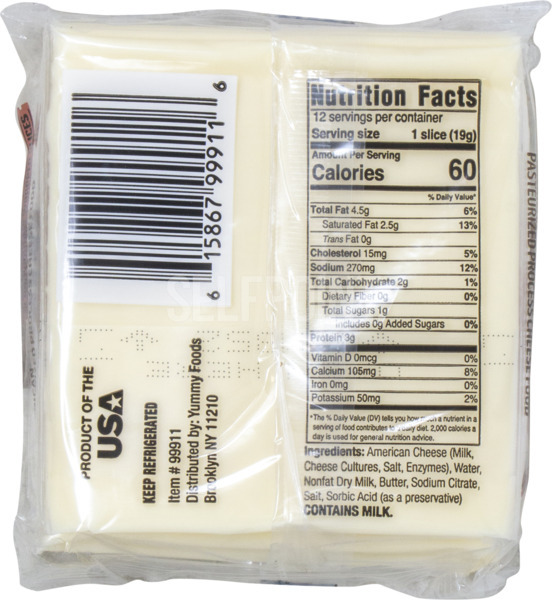 6 15867 99911 6
PRODUCT OF THE
USA
KEEP REFRIGERATED
Item # 99911
Distributed by: Yummy Foods
Brooklyn NY 11210
Nutrition Facts
12 servings per container
Serving size 1 slice (19g)
Amount Per Serving
Calories 60
% Daily Value*
Total Fat 4.5g 6%
Saturated Fat 2.5g 13%
Trans Fat 0g
Cholesterol 15mg 5%
Sodium 270mg 12%
Total Carbohydrate 2g 1%
Dietary Fiber 0g 0%
Total Sugars 1g
Includes 0g Added Sugars 0%
Protein 3g
Vitamin D 0mcg 0%
Calcium 105mg 8%
Iron 0mg 0%
Potassium 50mg 2%
*The % Daily Value (DV) tells you how much a nutrient in a
serving of food contributes to a daily diet. 2,000 calories a
day is used for general nutrition advice.
Ingredients: American Cheese (Milk,
Cheese Cultures, Salt, Enzymes), Water,
Nonfat Dry Milk, Butter, Sodium Citrate,
Salt, Sorbic Acid (as a preservative)
CONTAINS MILK.
PASTEURIZED PROCESS CHEESE FOOD